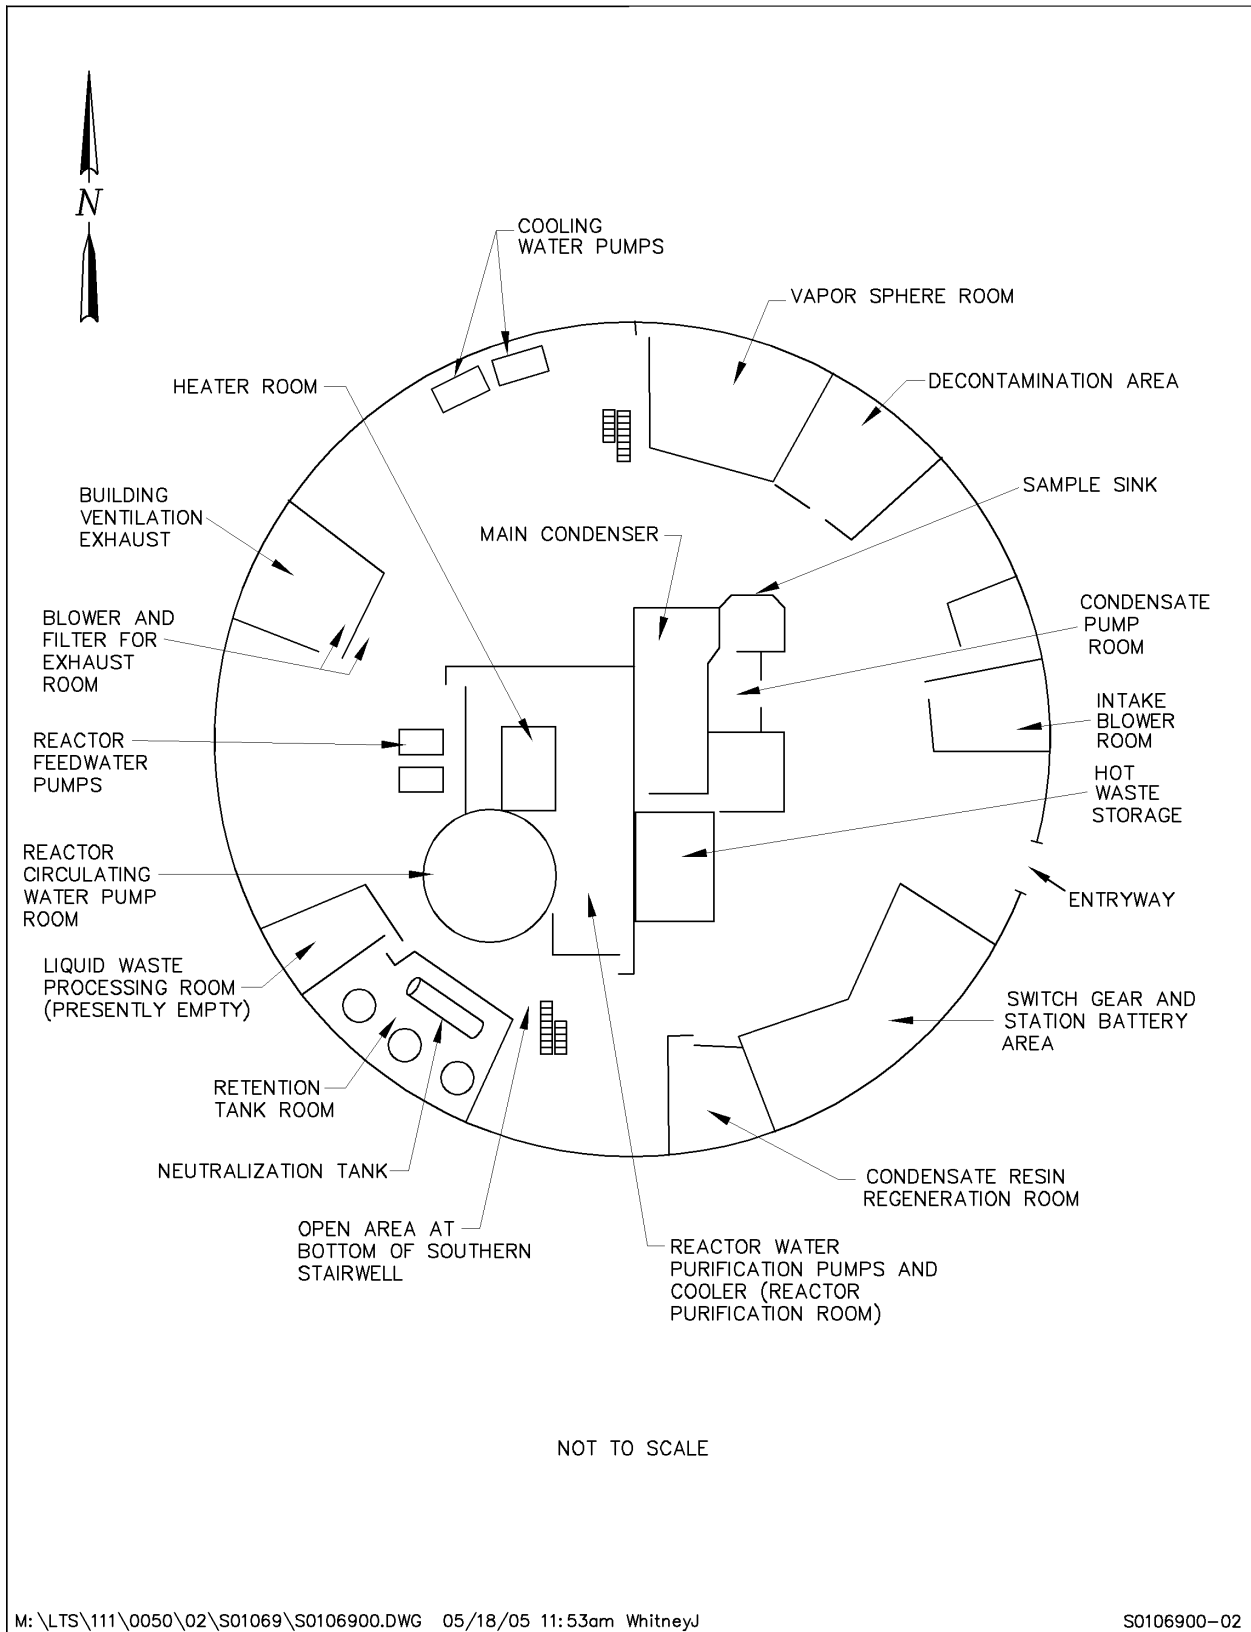 N
COOLING
WATER PUMPS
VAPOR SPHERE ROOM
HEATER ROOM
DECONTAMINATION AREA
BUILDING
VENTILATION
EXHAUST
SAMPLE SINK
MAIN CONDENSER
BLOWER AND
FILTER FOR
EXHAUST
ROOM
CONDENSATE
PUMP
ROOM
REACTOR
FEEDWATER
PUMPS
INTAKE
BLOWER
ROOM
HOT
WASTE
STORAGE
REACTOR
CIRCULATING
WATER PUMP
ROOM
ENTRYWAY
LIQUID WASTE
PROCESSING ROOM
(PRESENTLY EMPTY)
SWITCH GEAR AND
STATION BATTERY
AREA
RETENTION
TANK ROOM
NEUTRALIZATION TANK
CONDENSATE RESIN
REGENERATION ROOM
OPEN AREA AT
BOTTOM OF SOUTHERN
STAIRWELL
REACTOR WATER
PURIFICATION PUMPS AND
COOLER (REACTOR
PURIFICATION ROOM)
NOT TO SCALE
M:\LTS\111\0050\02\S01069\S0106900.DWG 05/18/05 11:53am WhitneyJ
S0106900-02